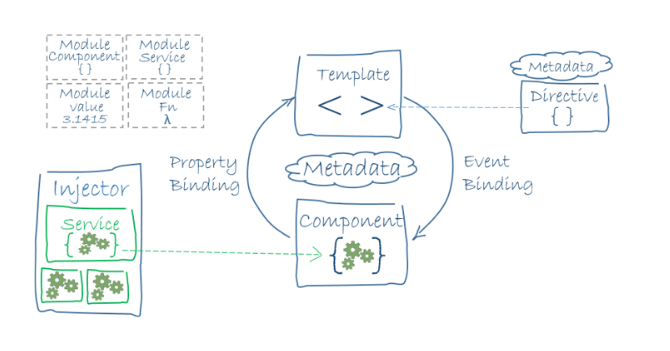 Module
Component
{ }
Module
Service
{ }
Module
value
3.1415
Module
Fn
λ
Template
< >
Metadata
Directive
{ }
Property
Binding
Metadata
Event
Binding
Injector
Service
{ }
Component
{ }